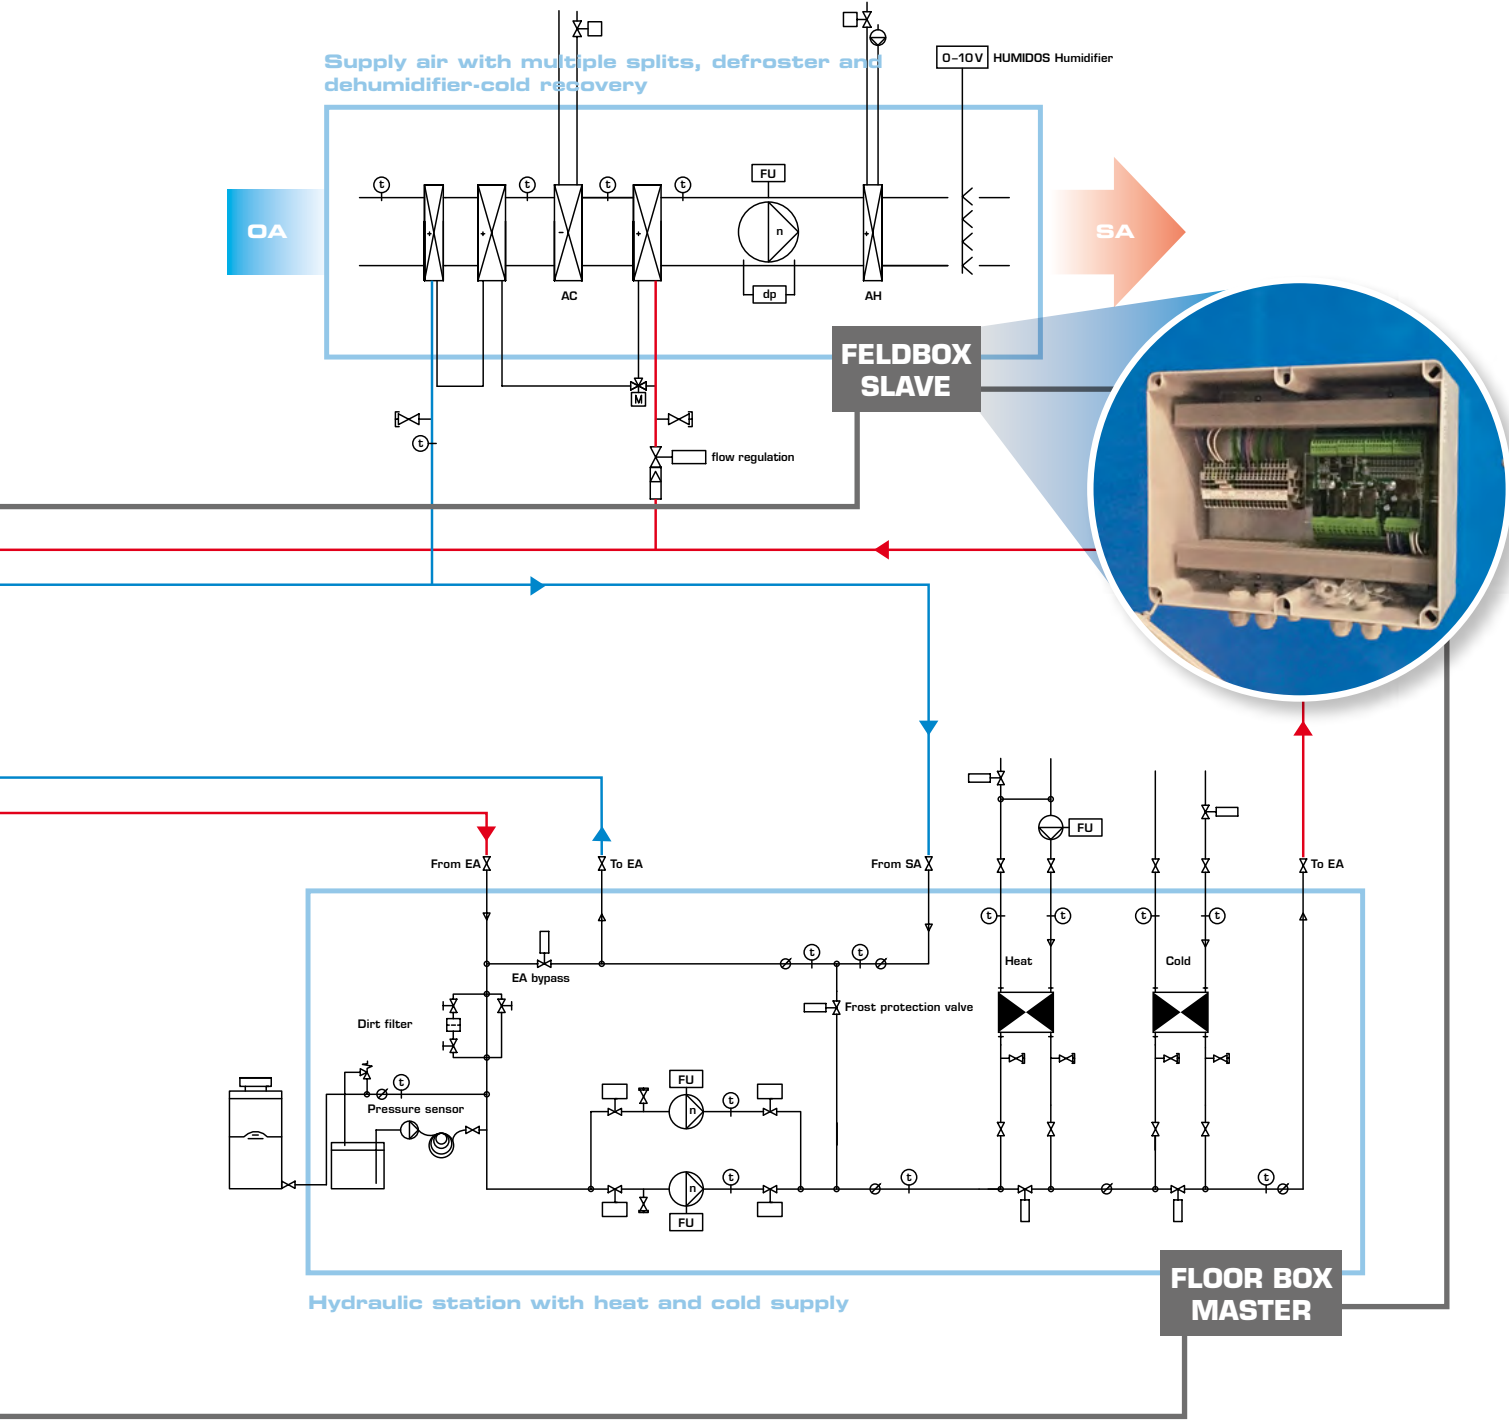 Supply air with multiple splits, defroster and
dehumidifier-cold recovery
0–10V HUMIDOS Humidifier
t t t t
FU
OA
+ + - + n +
SA
AC
dp
AH
FELDBOX
SLAVE
M
t
flow regulation
FU
From EA
To EA
From SA
To EA
t t t t
t t
Heat
Cold
EA bypass
Frost protection valve
Dirt filter
t
Pressure sensor
FU
n
t
t
t
t
n
FU
FLOOR BOX
MASTER
Hydraulic station with heat and cold supply